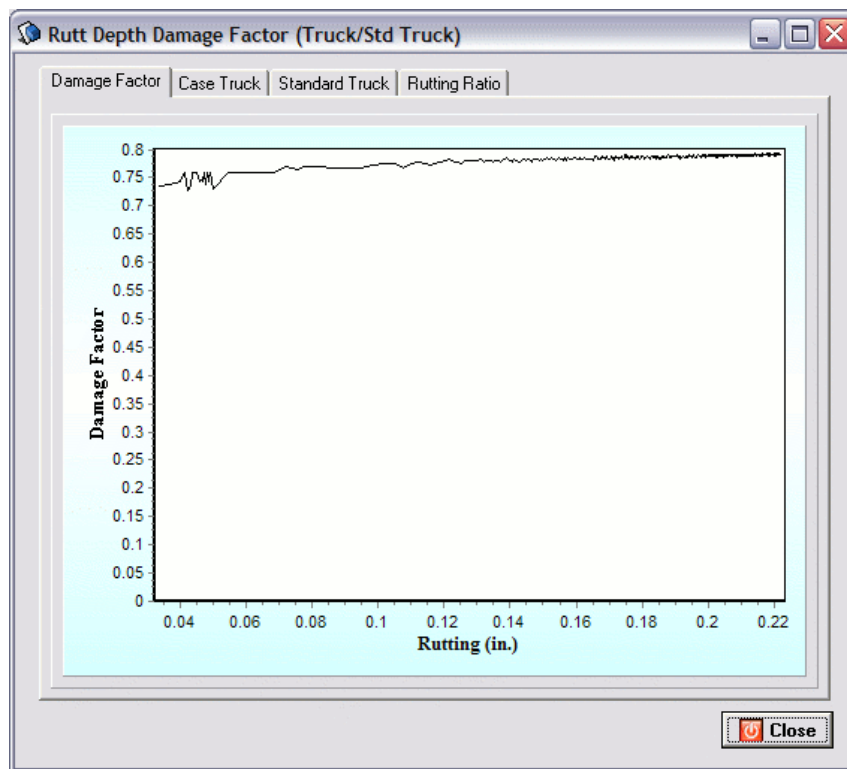 Rutt Depth Damage Factor (Truck/Std Truck)
Damage Factor Case Truck Standard Truck Rutting Ratio
0.8
0.75
0.7
0.65
0.6
0.55
0.5
0.45
0.4
0.35
0.3
0.25
0.2
0.15
0.1
0.05
0
Damage Factor
0.04 0.06 0.08 0.1 0.12 0.14 0.16 0.18 0.2 0.22
Rutting (in.)
Close